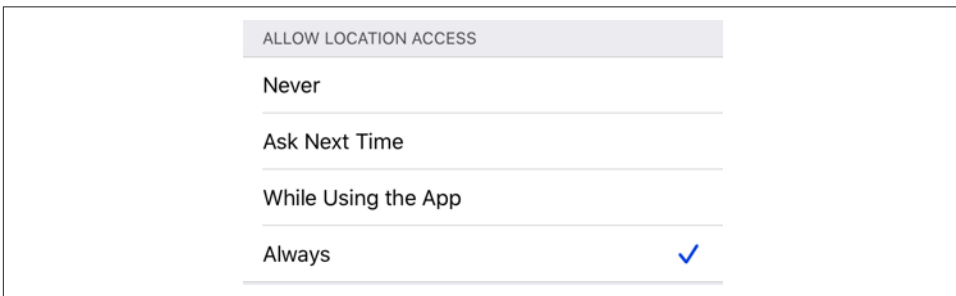 ALLOW LOCATION ACCESS
Never
Ask Next Time
While Using the App
Always